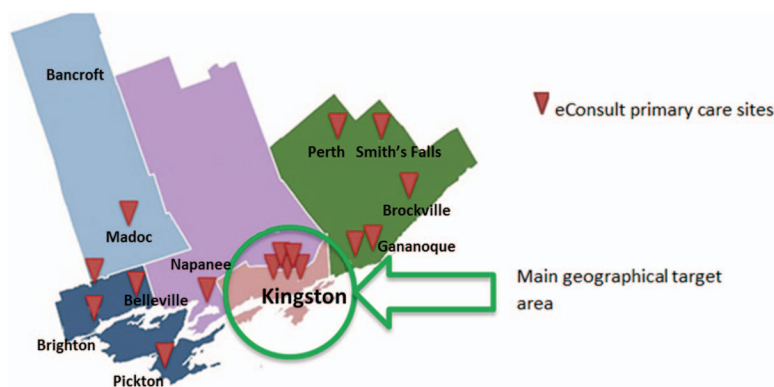 Bancroft
eConsult primary care sites
Perth
Smith's Falls
Brockville
Madoc
Gananoque
Napanee
Belleville
Kingston
Main geographical target
area
Brighton
Pickton